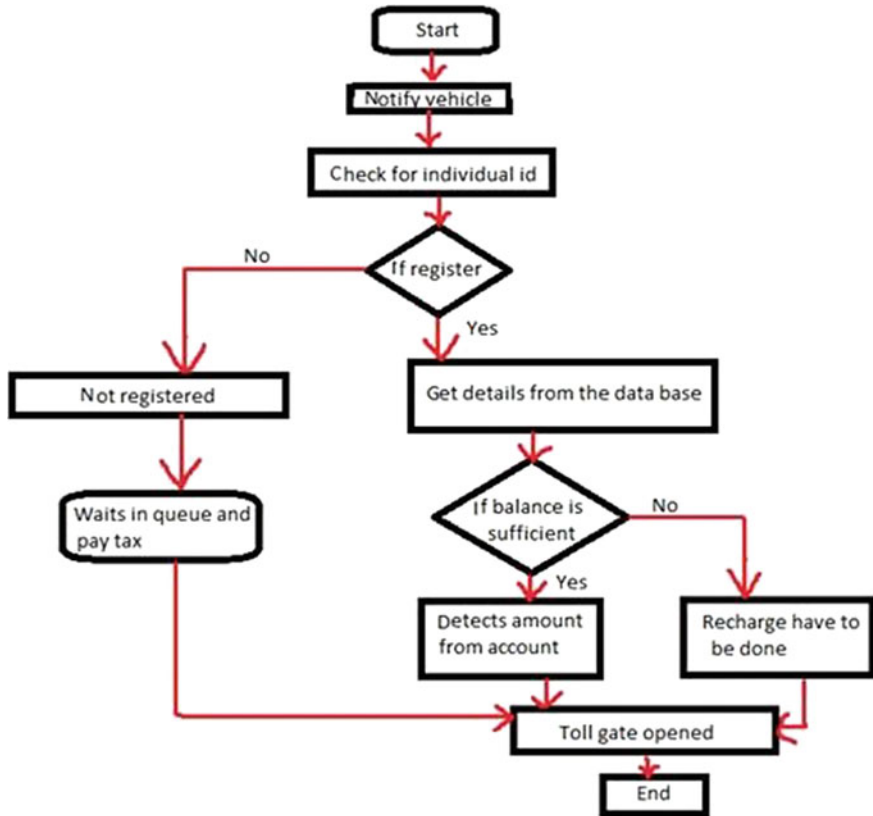 Start
Notify vehicle
Check for individual id
If register
No
Yes
Not registered
Get details from the data base
Waits in queue and
pay tax
If balance is
sufficient
No
Yes
Detects amount
from account
Recharge have to
be done
Toll gate opened
End